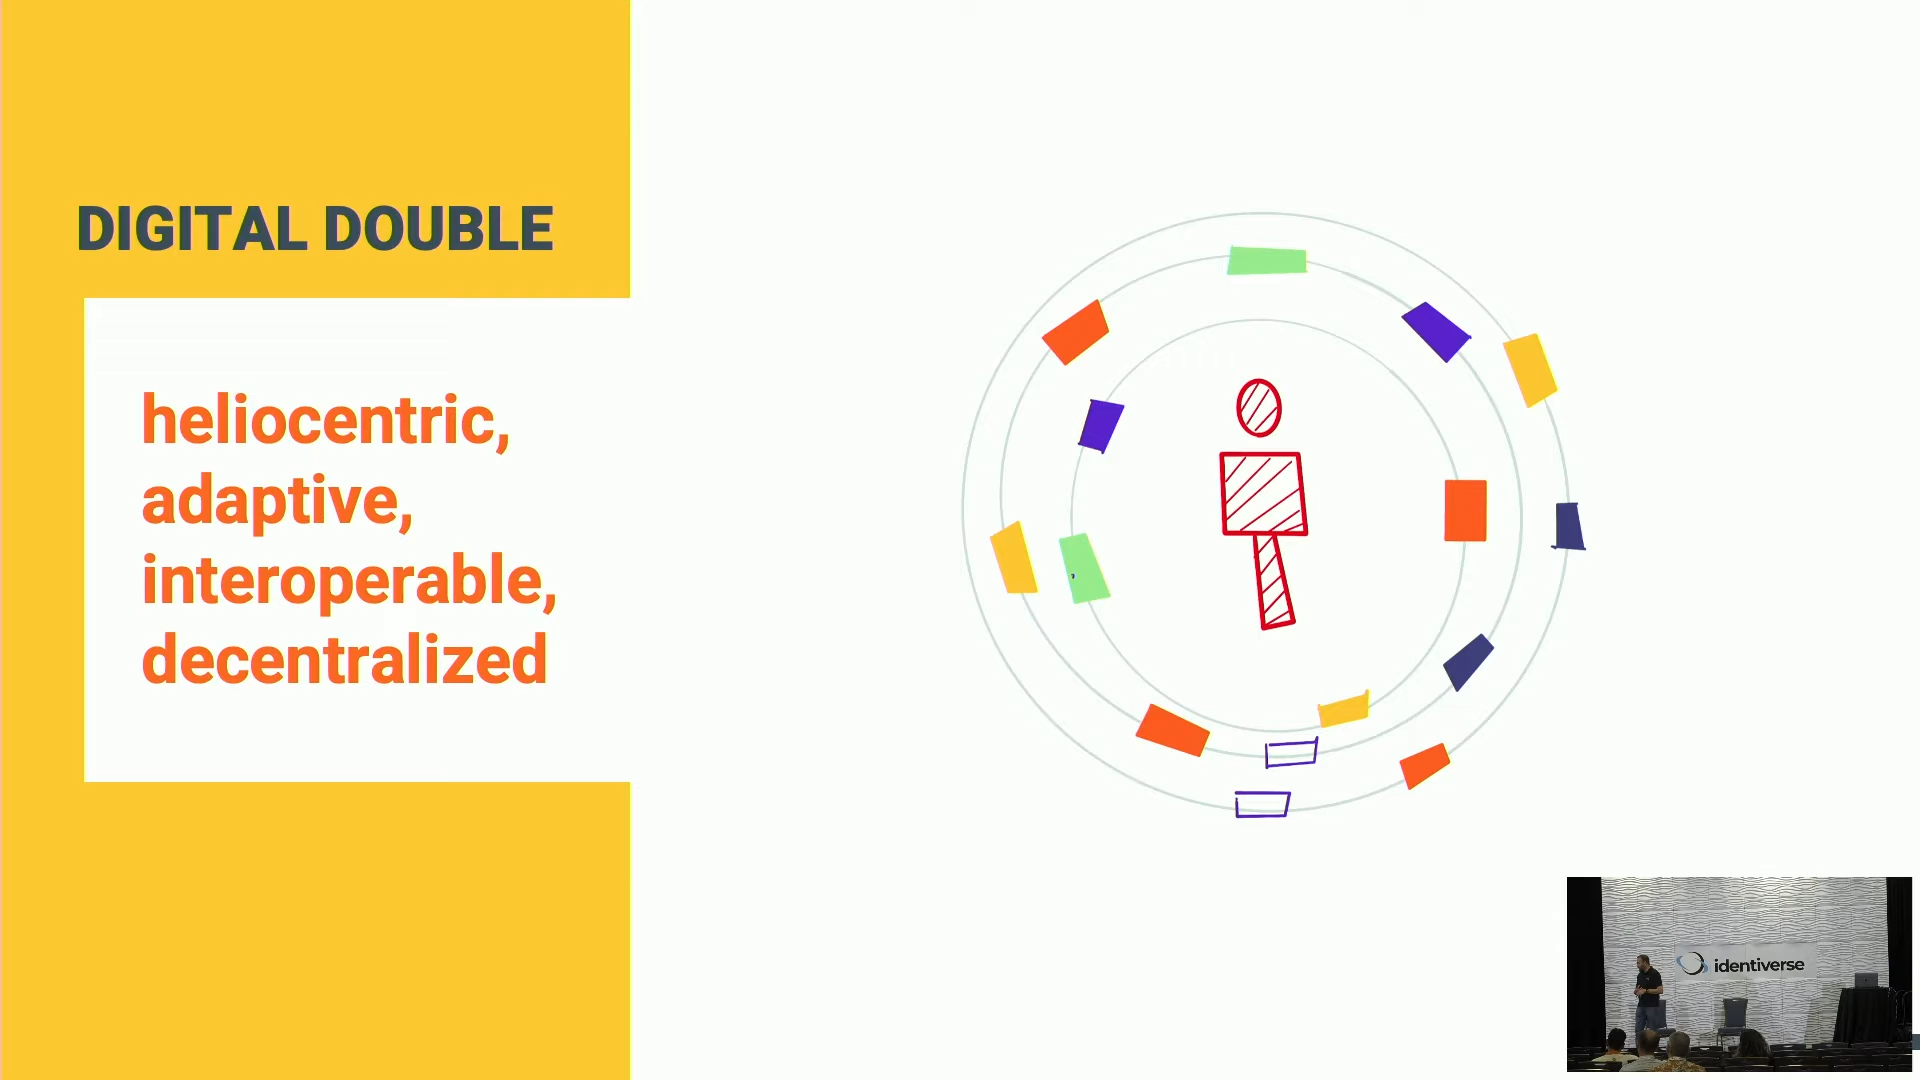 DIGITAL DOUBLE
heliocentric,
adaptive,
interoperable,
decentralized
identiverse